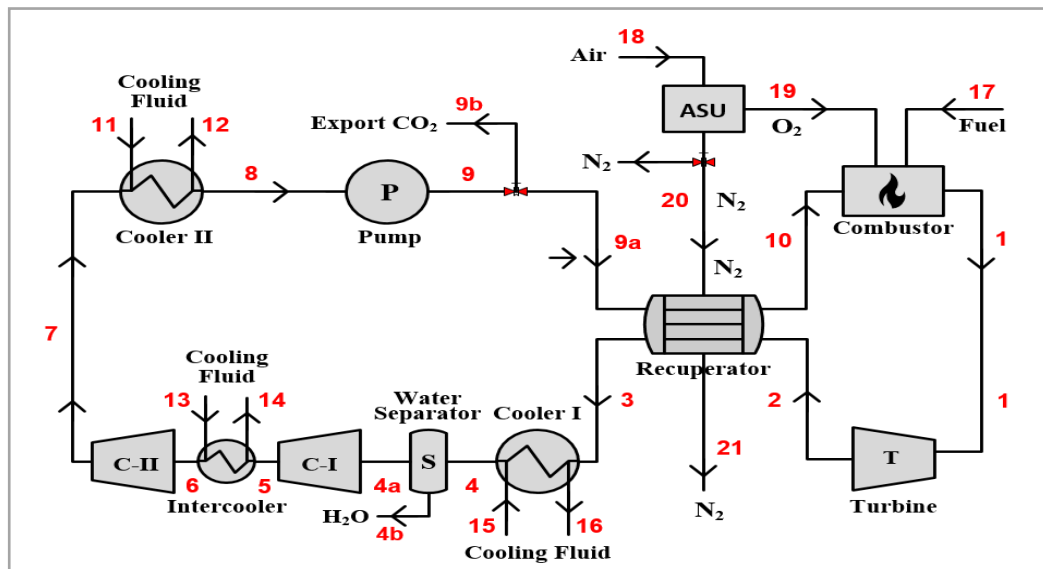 18
Air
ASU
19
O₂
17
Fuel
Cooling
Fluid
11
12
Export CO₂
9b
N₂
8
P
9
20
N₂
Combustor
Cooler II
Pump
9a
N₂
10
1
7
Recuperator
Cooling
Fluid
13
14
Water
Separator
Cooler I
3
2
1
C-II
C-I
S
T
6
5
4a
4
21
Intercooler
H₂O
4b
15
16
N₂
Turbine
Cooling Fluid